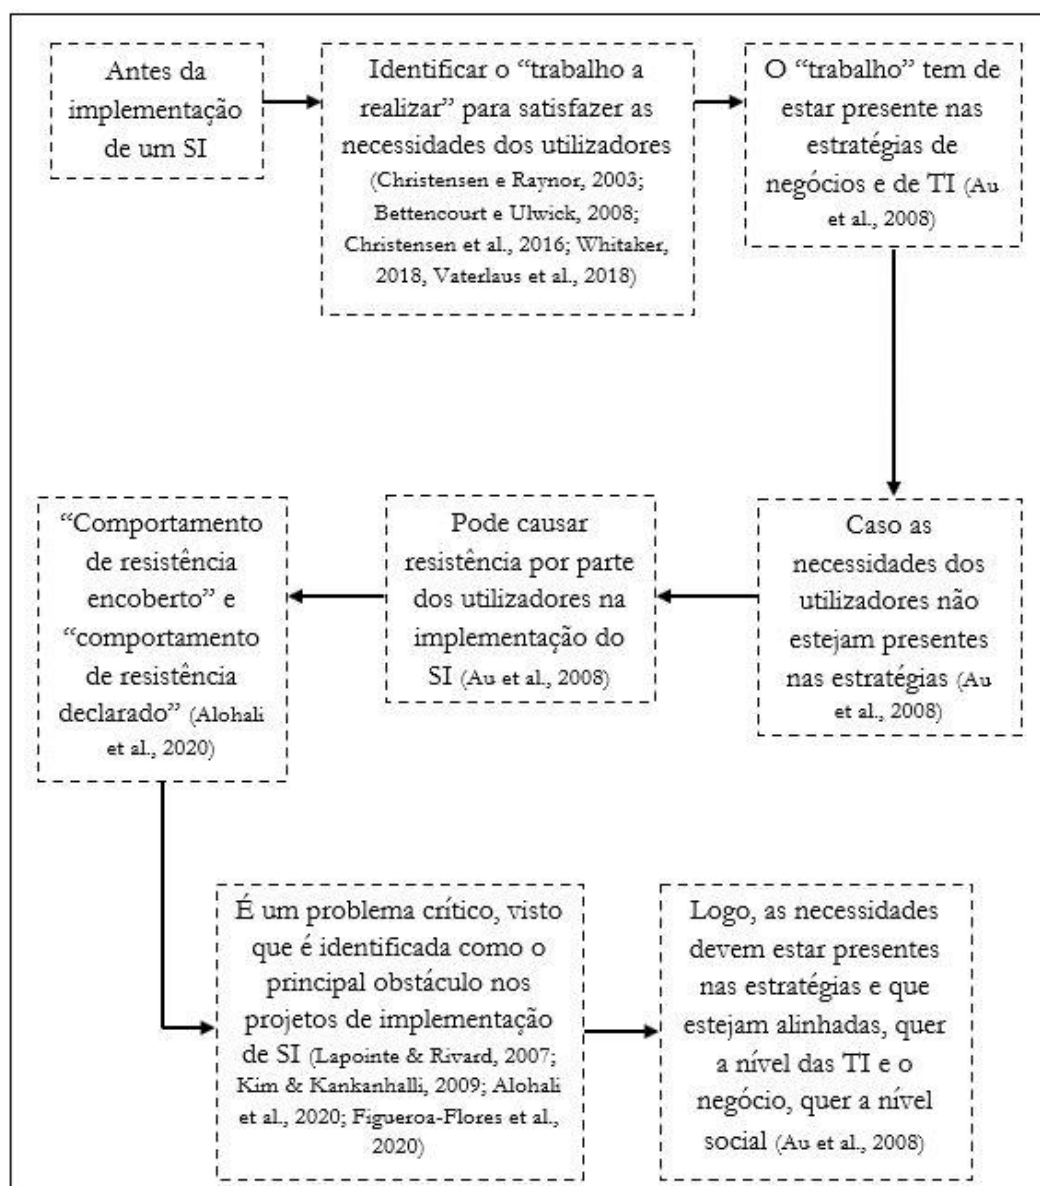 Antes da
implementação
de um SI
Identificar o “trabalho a
realizar” para satisfazer as
necessidades dos utilizadores
(Christensen e Raynor, 2003;
Bettencourt e Ulwick, 2008;
Christensen et al., 2016; Whitaker,
2018, Vaterlaus et al., 2018)
O “trabalho” tem de
estar presente nas
estratégias de
negócios e de TI (Au
et al., 2008)
Caso as
necessidades dos
utilizadores não
estejam presentes
nas estratégias (Au
et al., 2008)
Pode causar
resistência por parte
dos utilizadores na
implementação do
SI (Au et al., 2008)
“Comportamento
de resistência
encoberto” e
“comportamento
de resistência
declarado” (Alohali
et al., 2020)
É um problema crítico, visto
que é identificada como o
principal obstáculo nos
projetos de implementação
de SI (Lapointe & Rivard, 2007;
Kim & Kankanhalli, 2009; Alohali
et al., 2020; Figueroa-Flores et al.,
2020)
Logo, as necessidades
devem estar presentes
nas estratégias e que
estejam alinhadas, quer
a nível das TI e o
negócio, quer a nível
social (Au et al., 2008)